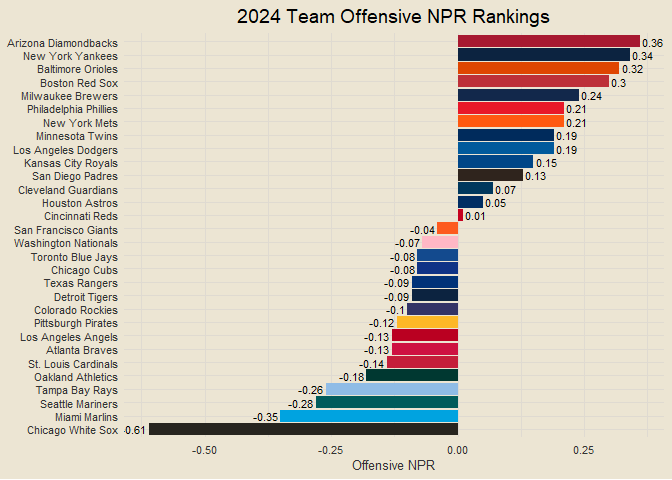 2024 Team Offensive NPR Rankings
Arizona Diamondbacks 0.36
New York Yankees 0.34
Baltimore Orioles 0.32
Boston Red Sox 0.3
Milwaukee Brewers 0.24
Philadelphia Phillies 0.21
New York Mets 0.21
Minnesota Twins 0.19
Los Angeles Dodgers 0.19
Kansas City Royals 0.15
San Diego Padres 0.13
Cleveland Guardians 0.07
Houston Astros 0.05
Cincinnati Reds 0.01
San Francisco Giants -0.04
Washington Nationals -0.07
Toronto Blue Jays -0.08
Chicago Cubs -0.08
Texas Rangers -0.09
Detroit Tigers -0.09
Colorado Rockies -0.1
Pittsburgh Pirates -0.12
Los Angeles Angels -0.13
Atlanta Braves -0.13
St. Louis Cardinals -0.14
Oakland Athletics -0.18
Tampa Bay Rays -0.26
Seattle Mariners -0.28
Miami Marlins -0.35
Chicago White Sox -0.61
-0.50 -0.25 0.00 0.25
Offensive NPR